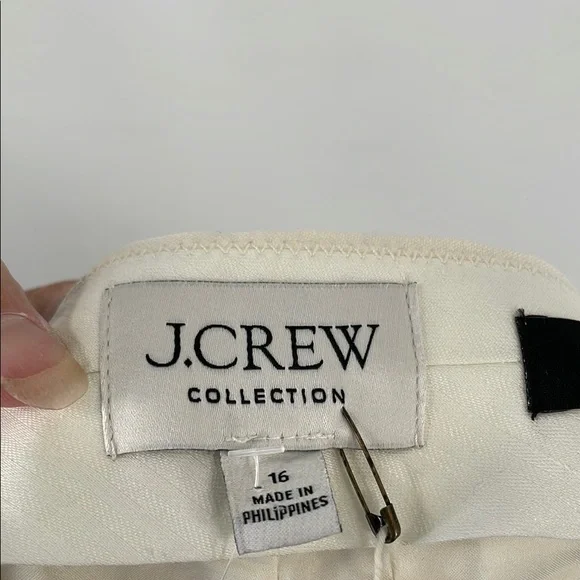 J.CREW
COLLECTION
16
MADE IN
PHILIPPINES